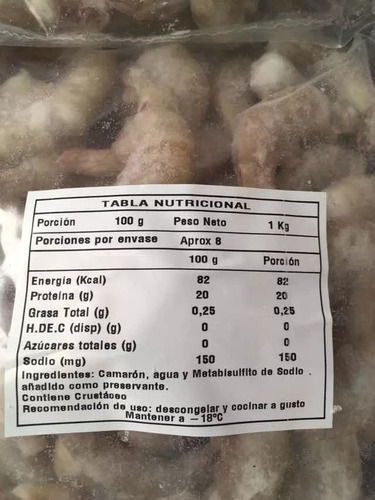 TABLA NUTRICIONAL
Porción 100 g Peso Neto 1 Kg
Porciones por envase Aprox 8
100 g Porción
Energía (Kcal) 82 82
Proteína (g) 20 20
Grasa Total (g) 0,25 0,25
H.DE.C (disp) (g) 0 0
Azúcares totales (g) 0 0
Sodio (mg) 150 150
Ingredientes: Camarón, agua y Metabisulfito de Sodio ,
añadido como preservante.
Contiene Crustáceo
Recomendación de uso: descongelar y cocinar a gusto
Mantener a – 18°C